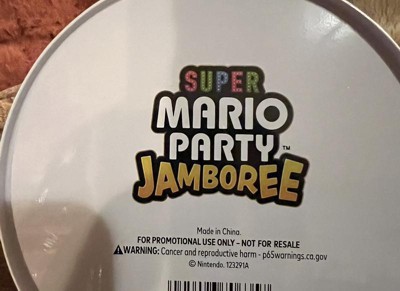 SUPER
MARIO
PARTY™
JAMBOREE
Made in China.
FOR PROMOTIONAL USE ONLY – NOT FOR RESALE
⚠WARNING: Cancer and reproductive harm - p65warnings.ca.gov
© Nintendo. 123291A